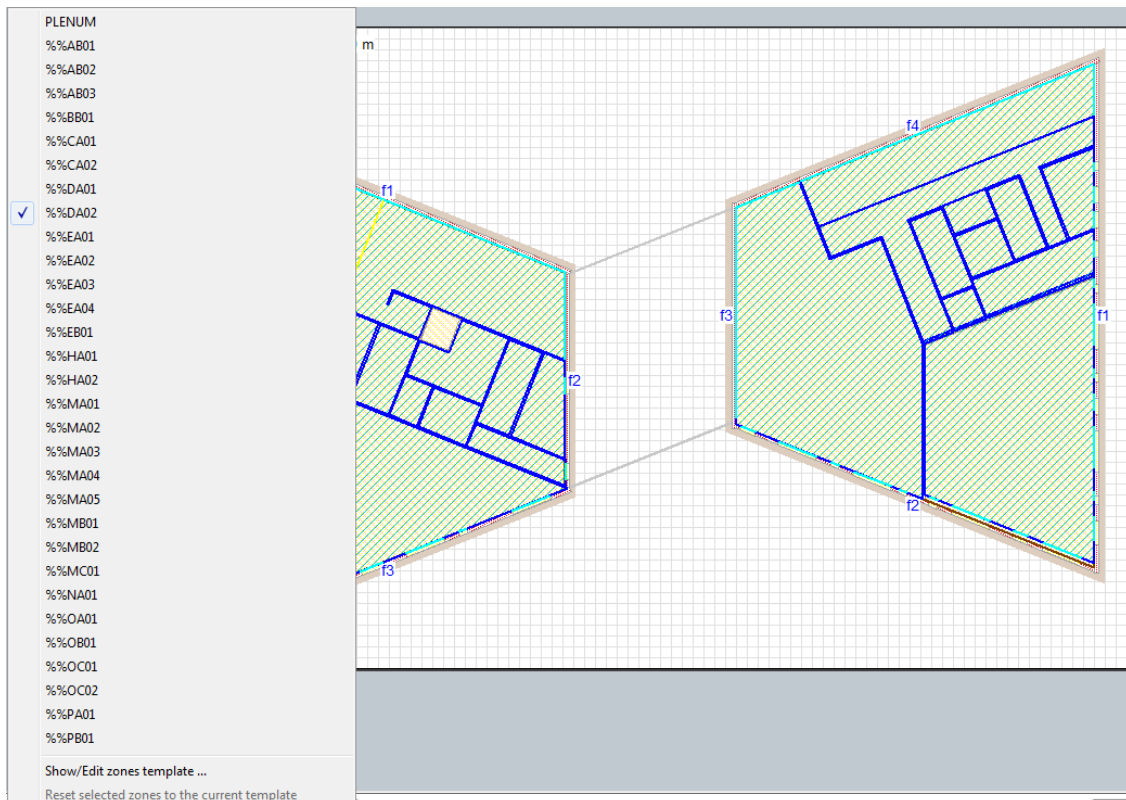 PLENUM
%%AB01
%%AB02
%%AB03
%%BB01
%%CA01
%%CA02
%%DA01
%%DA02
%%EA01
%%EA02
%%EA03
%%EA04
%%EB01
%%HA01
%%HA02
%%MA01
%%MA02
%%MA03
%%MA04
%%MA05
%%MB01
%%MB02
%%MC01
%%NA01
%%OA01
%%OB01
%%OC01
%%OC02
%%PA01
%%PB01
Show/Edit zones template ...
Reset selected zones to the current template
m
f1
f2
f3
f4
f3
f1
f2